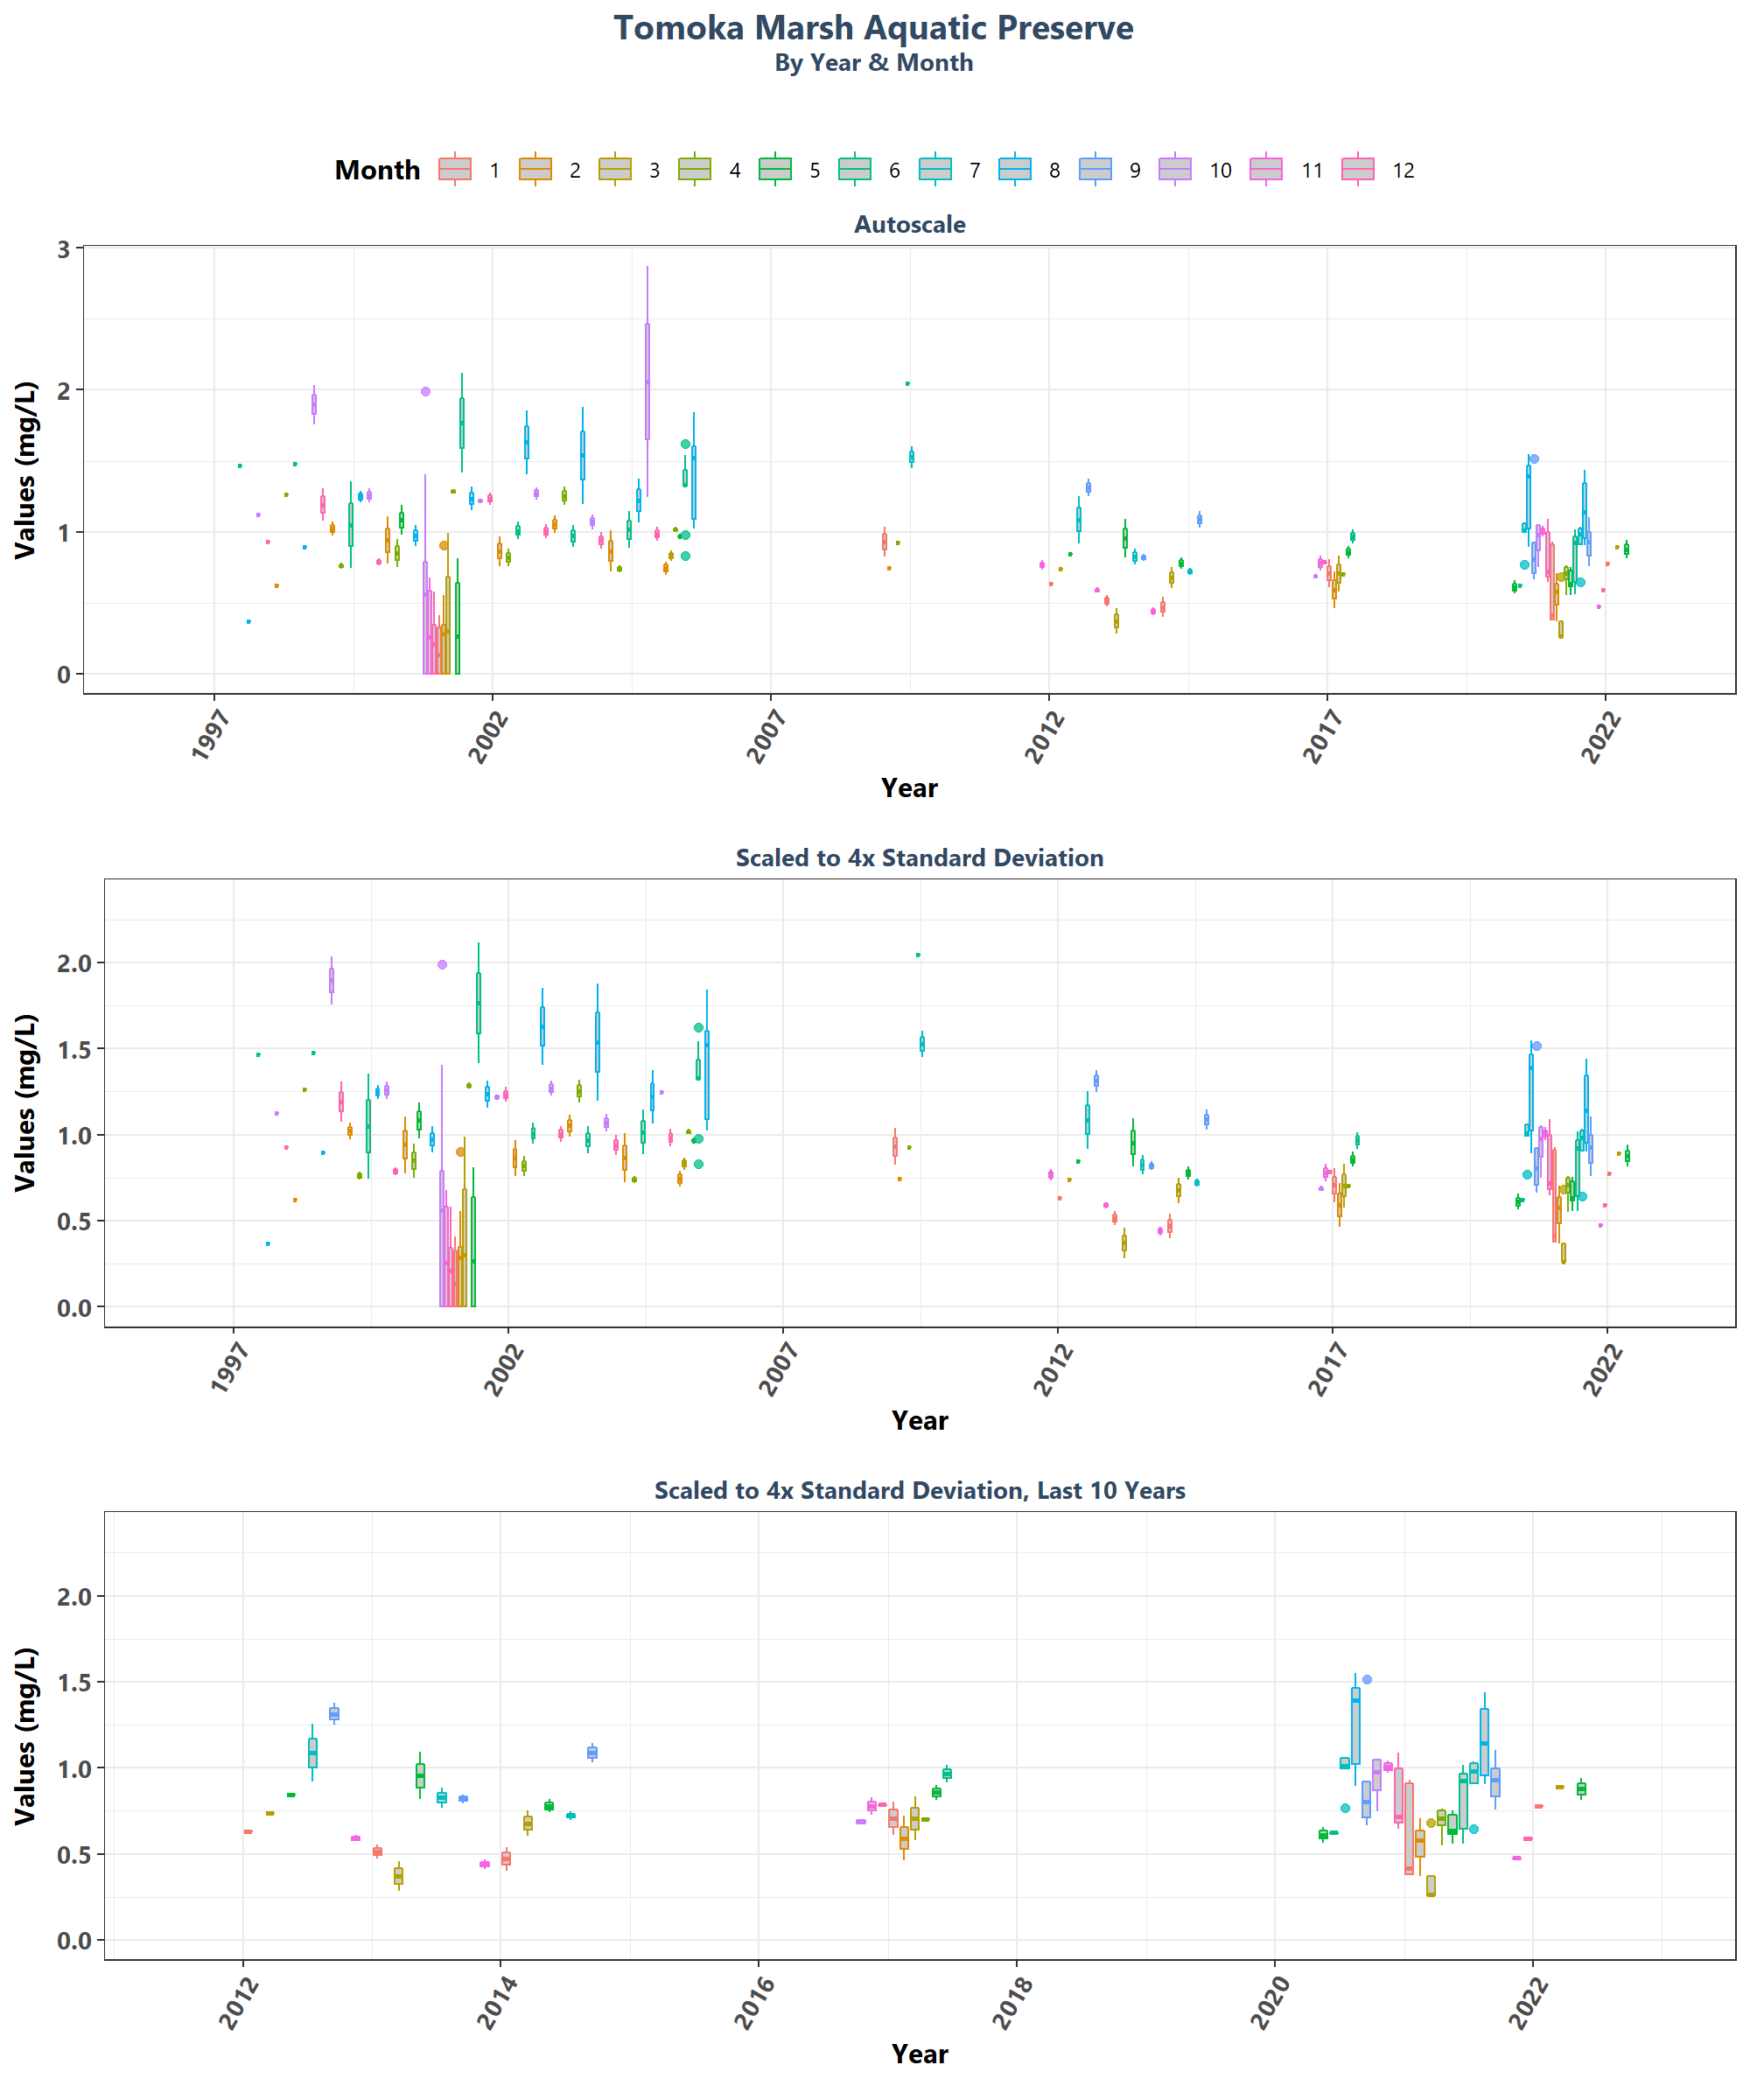 Tomoka Marsh Aquatic Preserve
By Year & Month
Month 1 2 3 4 5 6 7 8 9 10 11 12
Autoscale
3
2
1
0
Values (mg/L)
1997 2002 2007 2012 2017 2022
Year
Scaled to 4x Standard Deviation
2.0
1.5
1.0
0.5
0.0
Values (mg/L)
1997 2002 2007 2012 2017 2022
Year
Scaled to 4x Standard Deviation, Last 10 Years
2.0
1.5
1.0
0.5
0.0
Values (mg/L)
2012 2014 2016 2018 2020 2022
Year